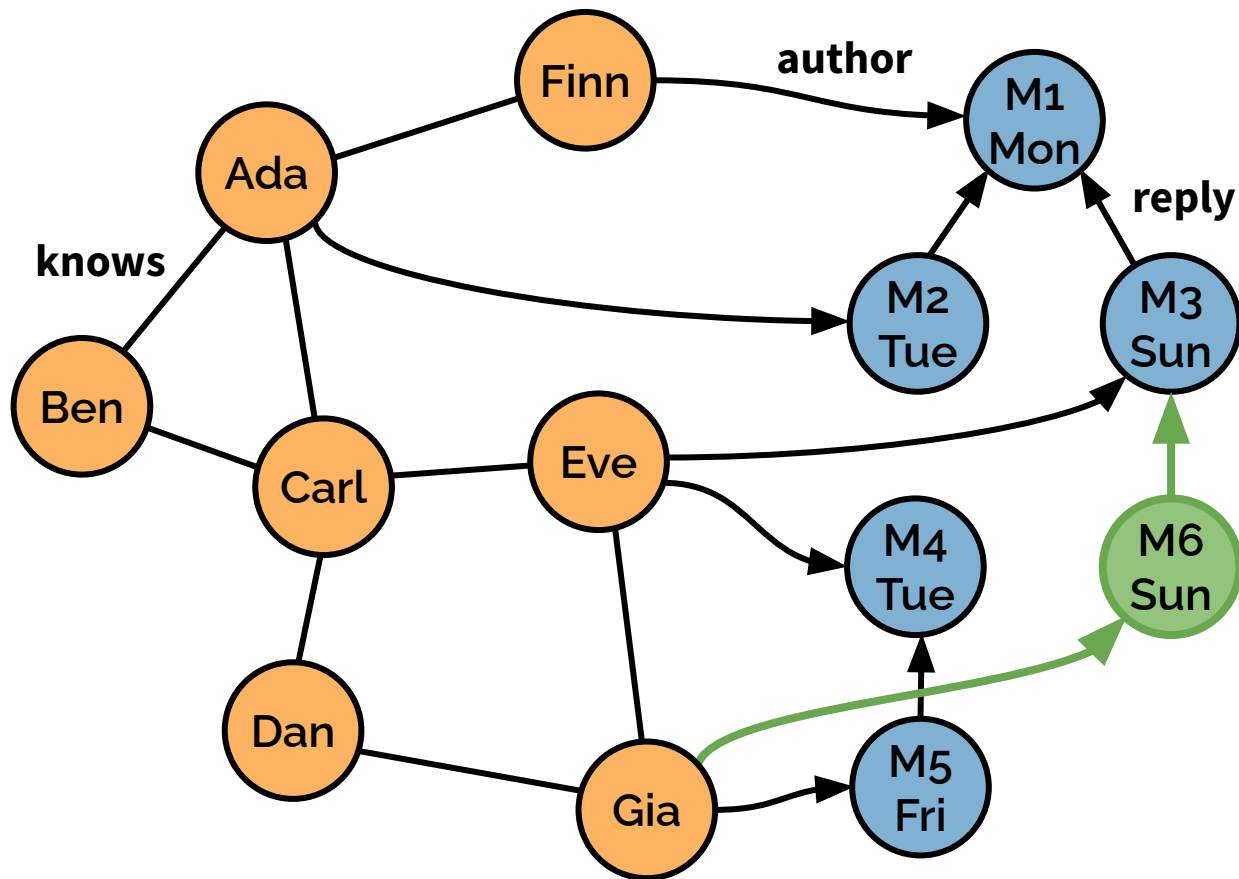 Finn
author
M1
Mon
Ada
reply
knows
M2
Tue
M3
Sun
Ben
Carl
Eve
M4
Tue
M6
Sun
Dan
Gia
M5
Fri